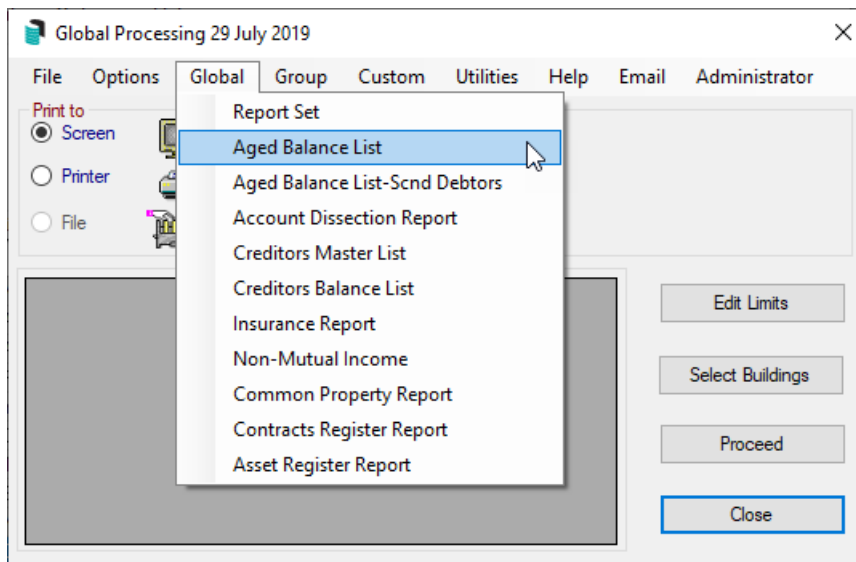 Global Processing 29 July 2019
File Options Global Group Custom Utilities Help Email Administrator
Print to
Screen
Printer
File
Report Set
Aged Balance List
Aged Balance List-Scnd Debtors
Account Dissection Report
Creditors Master List
Creditors Balance List
Insurance Report
Non-Mutual Income
Common Property Report
Contracts Register Report
Asset Register Report
Edit Limits
Select Buildings
Proceed
Close